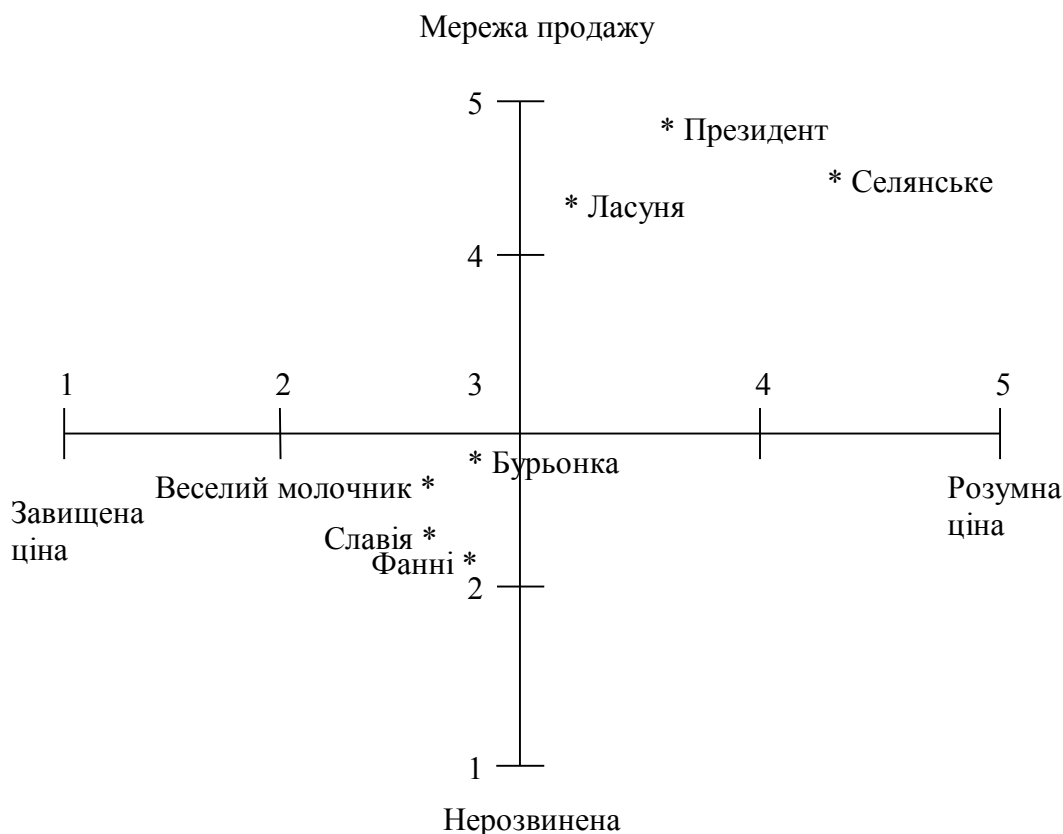 Мережа продажу
5
* Президент
* Селянське
* Ласуня
4
1 2 3 4 5
* Бурьонка
Веселий молочник *
Завищена
ціна
Розумна
ціна
Славія *
Фанні *
2
1
Нерозвинена